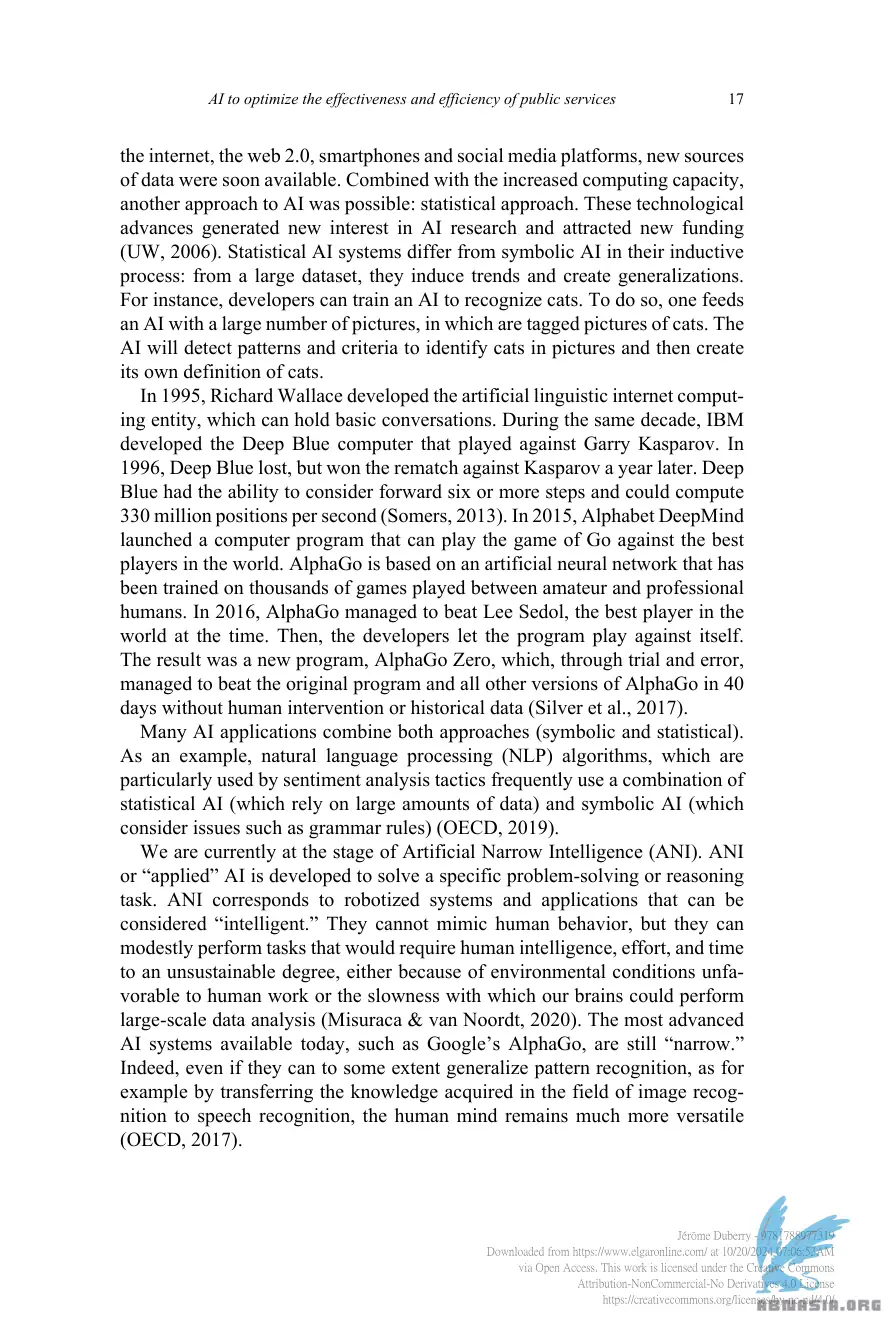 AI to optimize the effectiveness and efficiency of public services 17
the internet, the web 2.0, smartphones and social media platforms, new sources
of data were soon available. Combined with the increased computing capacity,
another approach to AI was possible: statistical approach. These technological
advances generated new interest in AI research and attracted new funding
(UW, 2006). Statistical AI systems differ from symbolic AI in their inductive
process: from a large dataset, they induce trends and create generalizations.
For instance, developers can train an AI to recognize cats. To do so, one feeds
an AI with a large number of pictures, in which are tagged pictures of cats. The
AI will detect patterns and criteria to identify cats in pictures and then create
its own definition of cats.
In 1995, Richard Wallace developed the artificial linguistic internet comput-
ing entity, which can hold basic conversations. During the same decade, IBM
developed the Deep Blue computer that played against Garry Kasparov. In
1996, Deep Blue lost, but won the rematch against Kasparov a year later. Deep
Blue had the ability to consider forward six or more steps and could compute
330 million positions per second (Somers, 2013). In 2015, Alphabet DeepMind
launched a computer program that can play the game of Go against the best
players in the world. AlphaGo is based on an artificial neural network that has
been trained on thousands of games played between amateur and professional
humans. In 2016, AlphaGo managed to beat Lee Sedol, the best player in the
world at the time. Then, the developers let the program play against itself.
The result was a new program, AlphaGo Zero, which, through trial and error,
managed to beat the original program and all other versions of AlphaGo in 40
days without human intervention or historical data (Silver et al., 2017).
Many AI applications combine both approaches (symbolic and statistical).
As an example, natural language processing (NLP) algorithms, which are
particularly used by sentiment analysis tactics frequently use a combination of
statistical AI (which rely on large amounts of data) and symbolic AI (which
consider issues such as grammar rules) (OECD, 2019).
We are currently at the stage of Artificial Narrow Intelligence (ANI). ANI
or “applied” AI is developed to solve a specific problem-solving or reasoning
task. ANI corresponds to robotized systems and applications that can be
considered “intelligent.” They cannot mimic human behavior, but they can
modestly perform tasks that would require human intelligence, effort, and time
to an unsustainable degree, either because of environmental conditions unfa-
vorable to human work or the slowness with which our brains could perform
large-scale data analysis (Misuraca & van Noordt, 2020). The most advanced
AI systems available today, such as Google’s AlphaGo, are still “narrow.”
Indeed, even if they can to some extent generalize pattern recognition, as for
example by transferring the knowledge acquired in the field of image recog-
nition to speech recognition, the human mind remains much more versatile
(OECD, 2017).
Jérôme Duberry - 9781788977319
Downloaded from https://www.elgaronline.com/ at 10/20/2024 07:06:52AM
via Open Access. This work is licensed under the Creative Commons
Attribution-NonCommercial-No Derivatives 4.0 License
https://creativecommons.org/licenses/by-nc-nd/4.0/
ABNASIA.ORG